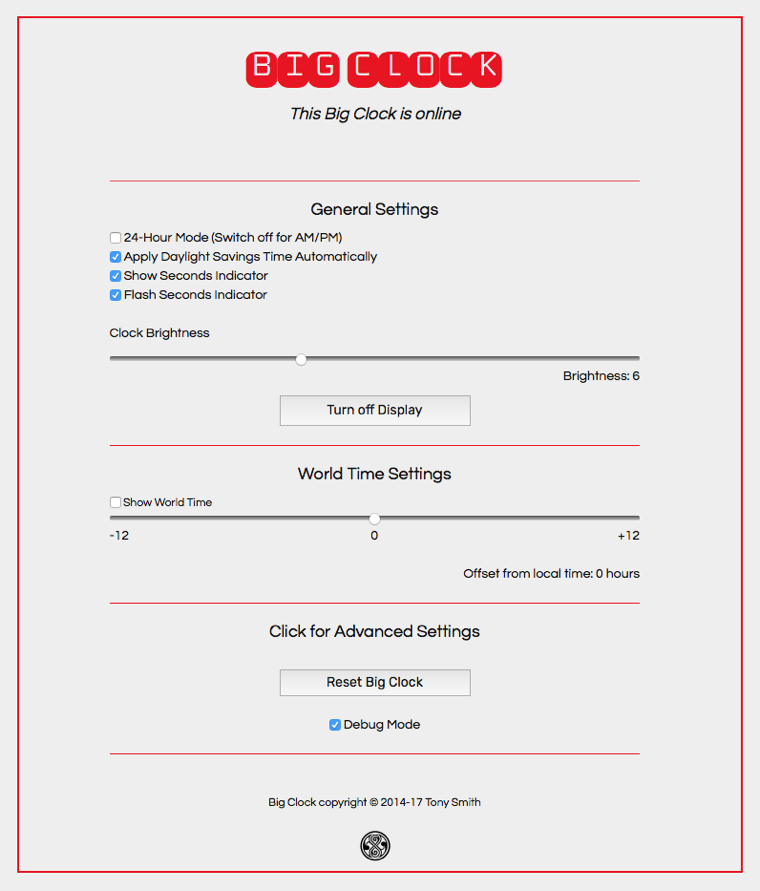 BIG CLOCK
This Big Clock is online
General Settings
24-Hour Mode (Switch off for AM/PM)
Apply Daylight Savings Time Automatically
Show Seconds Indicator
Flash Seconds Indicator
Clock Brightness
Brightness: 6
Turn off Display
World Time Settings
Show World Time
-12 0 +12
Offset from local time: 0 hours
Click for Advanced Settings
Reset Big Clock
Debug Mode
Big Clock copyright © 2014-17 Tony Smith